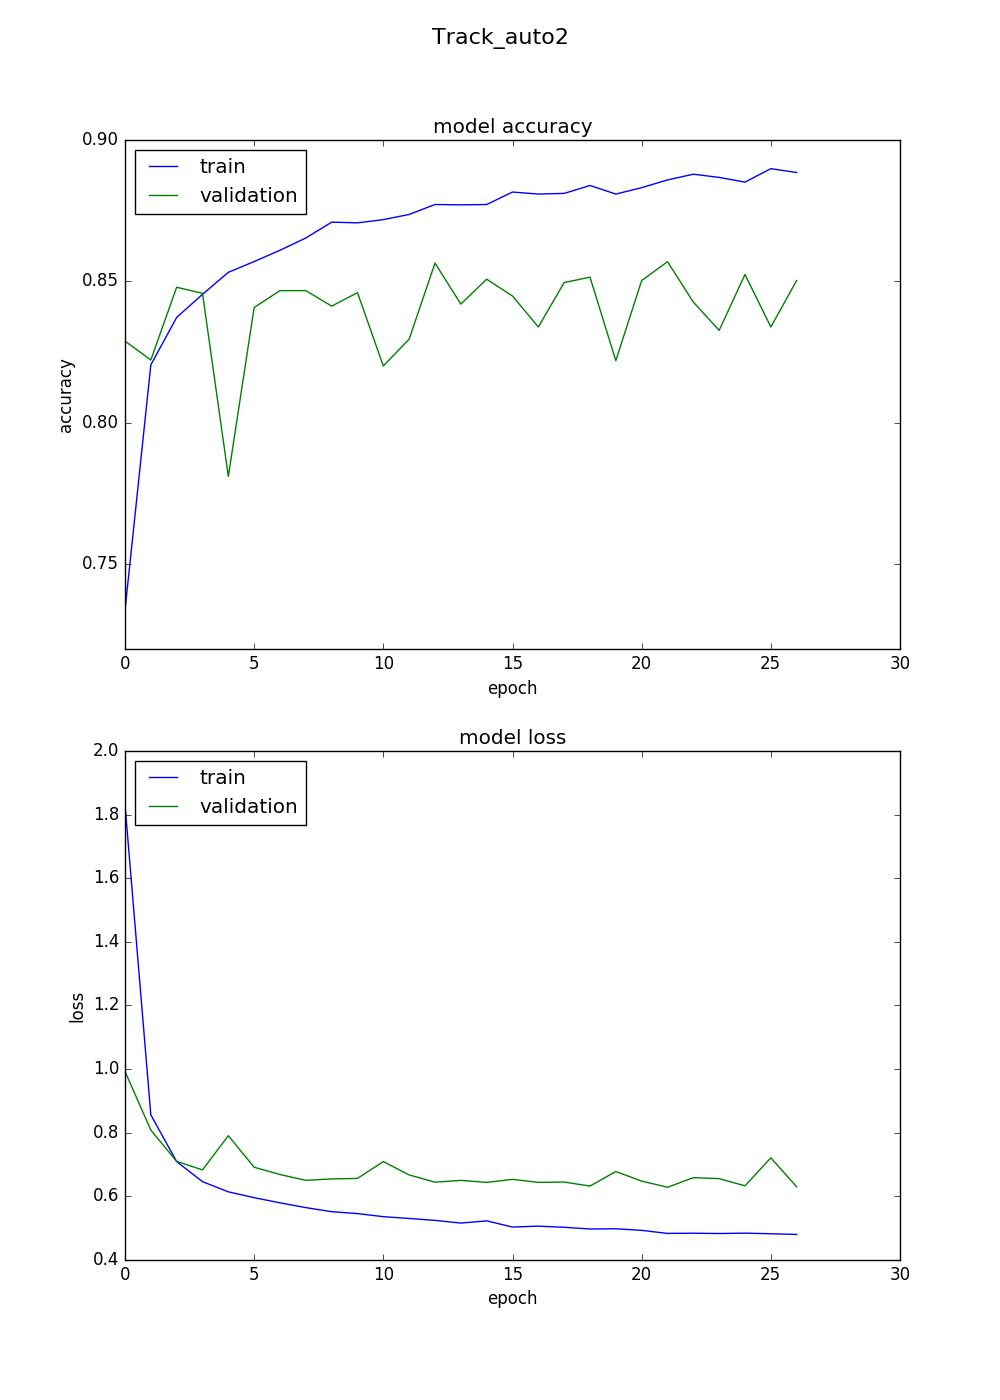 Track_auto2
model accuracy
0.90
0.85
0.80
0.75
accuracy
train
validation
0 5 10 15 20 25 30
epoch
model loss
2.0
1.8
1.6
1.4
1.2
1.0
0.8
0.6
0.4
loss
train
validation
0 5 10 15 20 25 30
epoch